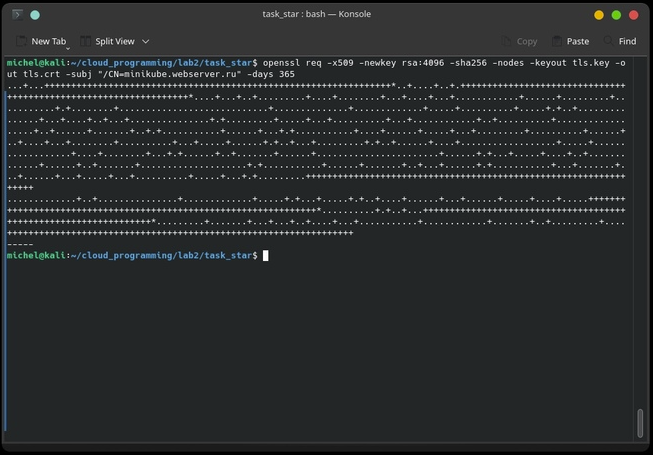 task_star : bash — Konsole
New Tab
Split View
Copy
Paste
Find
michel@kali:~/cloud_programming/lab2/task_star$ openssl req -x509 -newkey rsa:4096 -sha256 -nodes -keyout tls.key -o
ut tls.crt -subj "/CN=minikube.webserver.ru" -days 365
-----
michel@kali:~/cloud_programming/lab2/task_star$